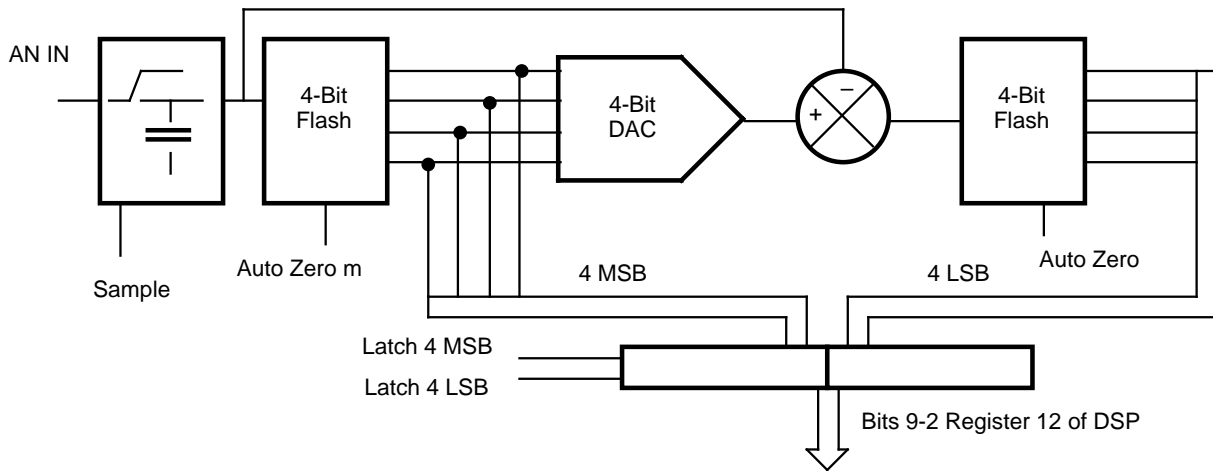 AN IN
4-Bit
Flash
4-Bit
DAC
+
−
4-Bit
Flash
Sample
Auto Zero m
Auto Zero
4 MSB
4 LSB
Latch 4 MSB
Latch 4 LSB
Bits 9-2 Register 12 of DSP